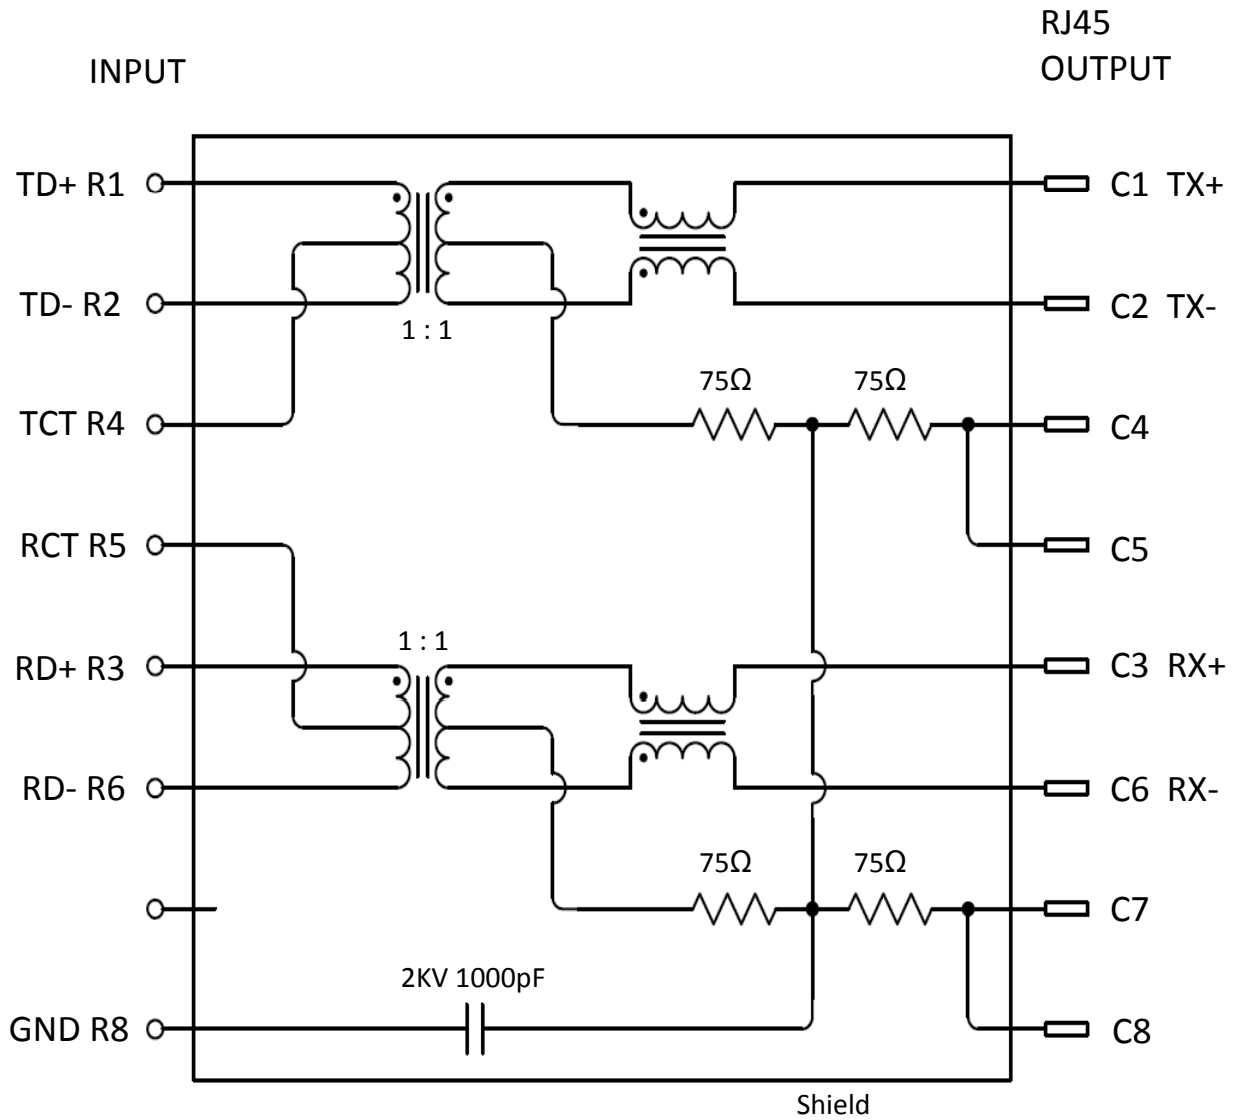 RJ45
OUTPUT
INPUT
TD+ R1
C1 TX+
TD- R2
C2 TX-
1 : 1
75Ω
75Ω
TCT R4
C4
RCT R5
C5
1 : 1
RD+ R3
C3 RX+
RD- R6
C6 RX-
75Ω
75Ω
C7
2KV 1000pF
GND R8
C8
Shield